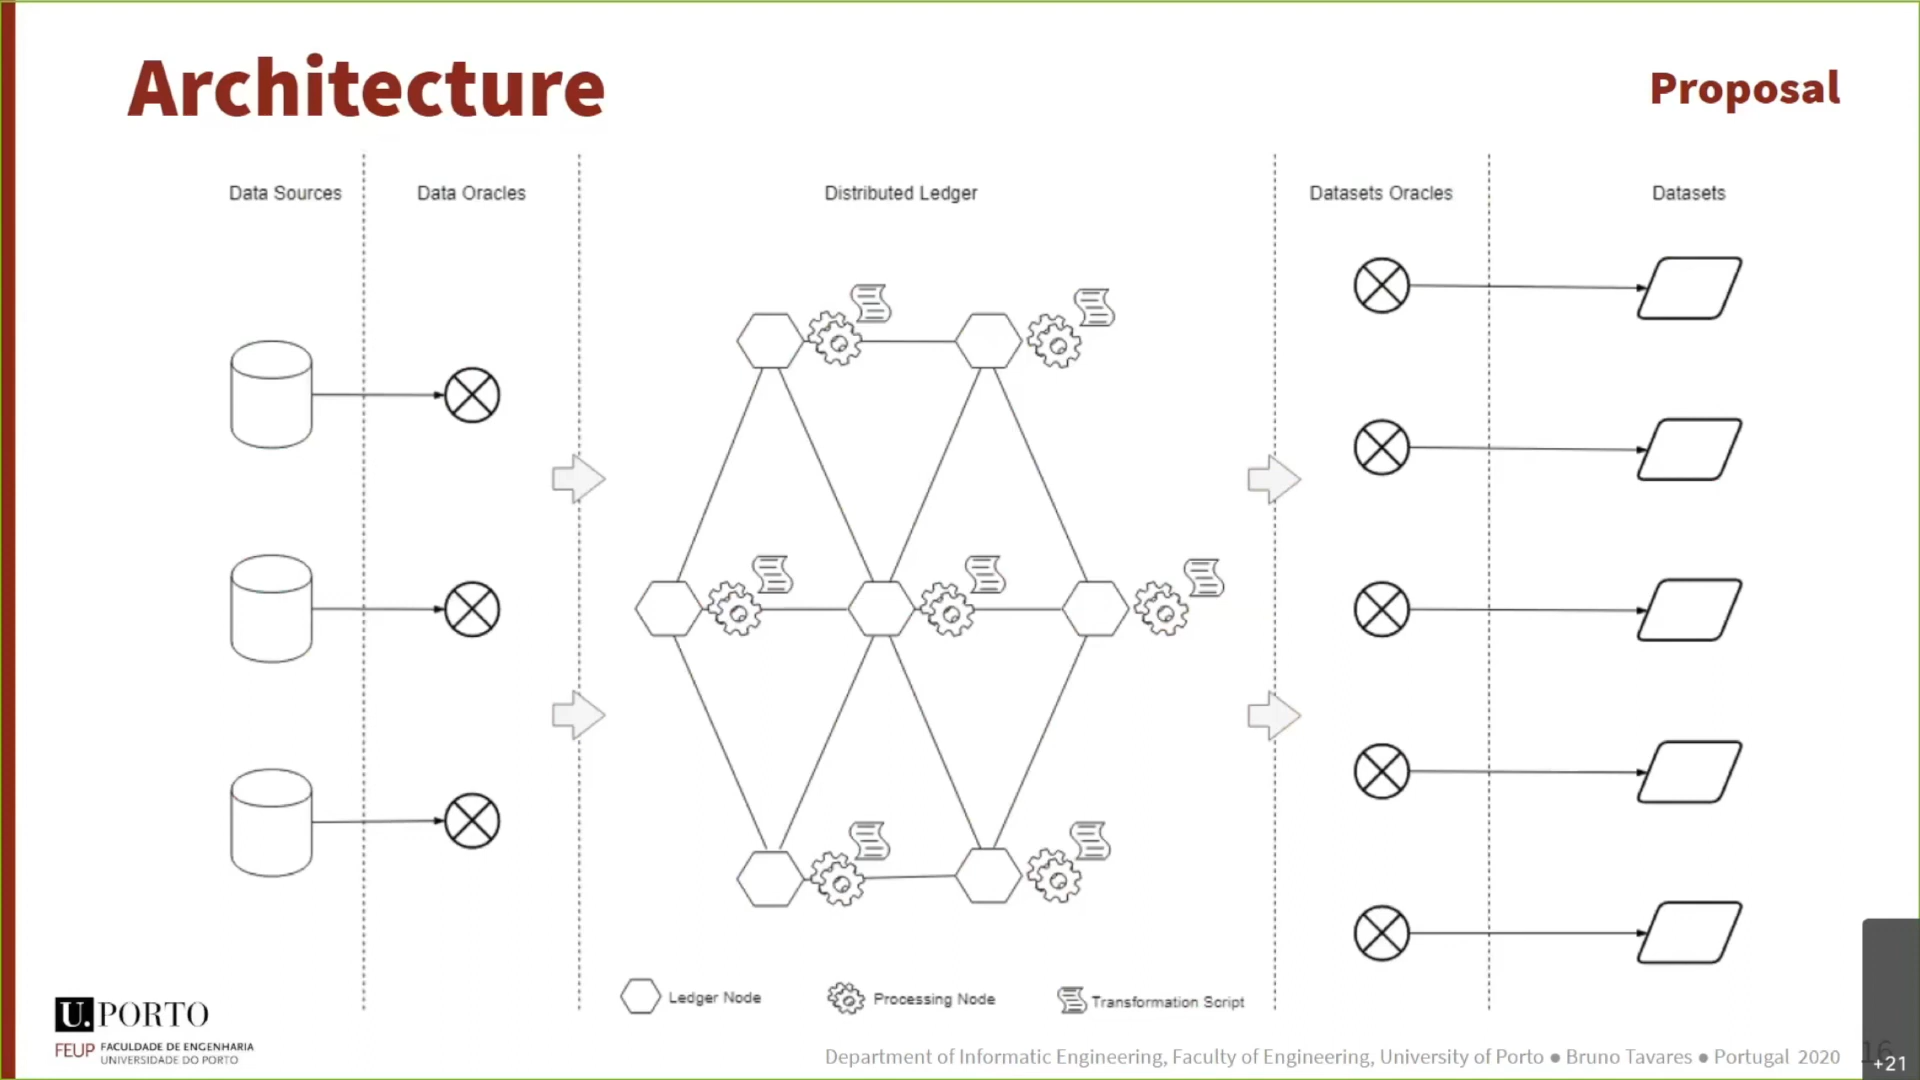 Architecture
Proposal
Data Sources
Data Oracles
Distributed Ledger
Datasets Oracles
Datasets
Ledger Node
Processing Node
Transformation Script
U.PORTO
FEUP FACULDADE DE ENGENHARIA
UNIVERSIDADE DO PORTO
Department of Informatic Engineering, Faculty of Engineering, University of Porto ● Bruno Tavares ● Portugal 2020
16
+21